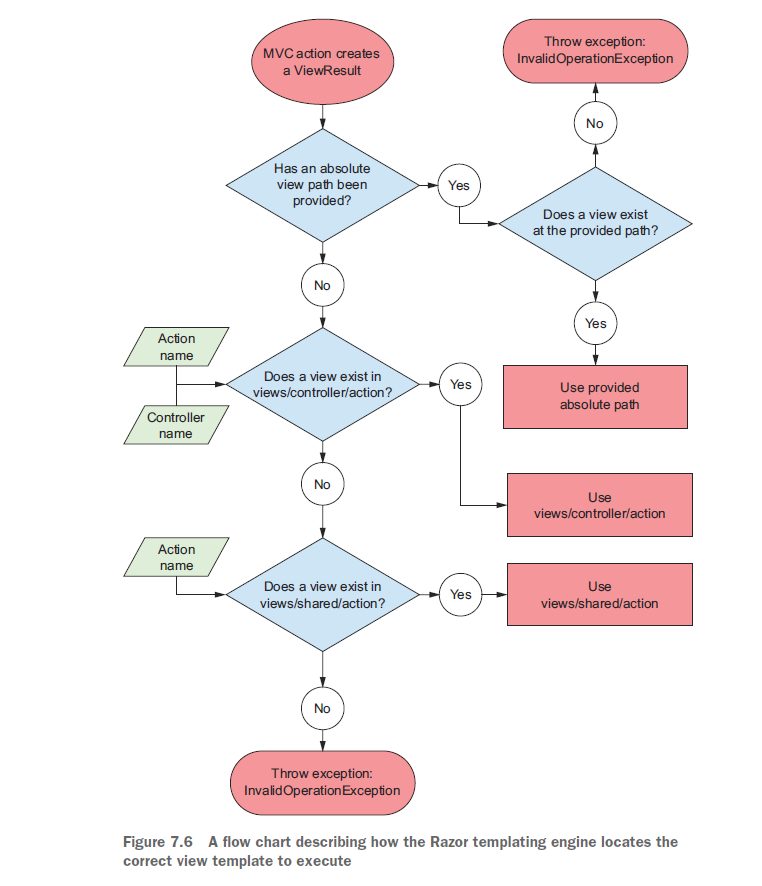 MVC action creates
a ViewResult
Throw exception:
InvalidOperationException
No
Has an absolute
view path been
provided?
Yes
Does a view exist
at the provided path?
No
Yes
Action
name
Does a view exist in
views/controller/action?
Yes
Use provided
absolute path
Controller
name
No
Use
views/controller/action
Action
name
Does a view exist in
views/shared/action?
Yes
Use
views/shared/action
No
Throw exception:
InvalidOperationException
Figure 7.6 A flow chart describing how the Razor templating engine locates the
correct view template to execute